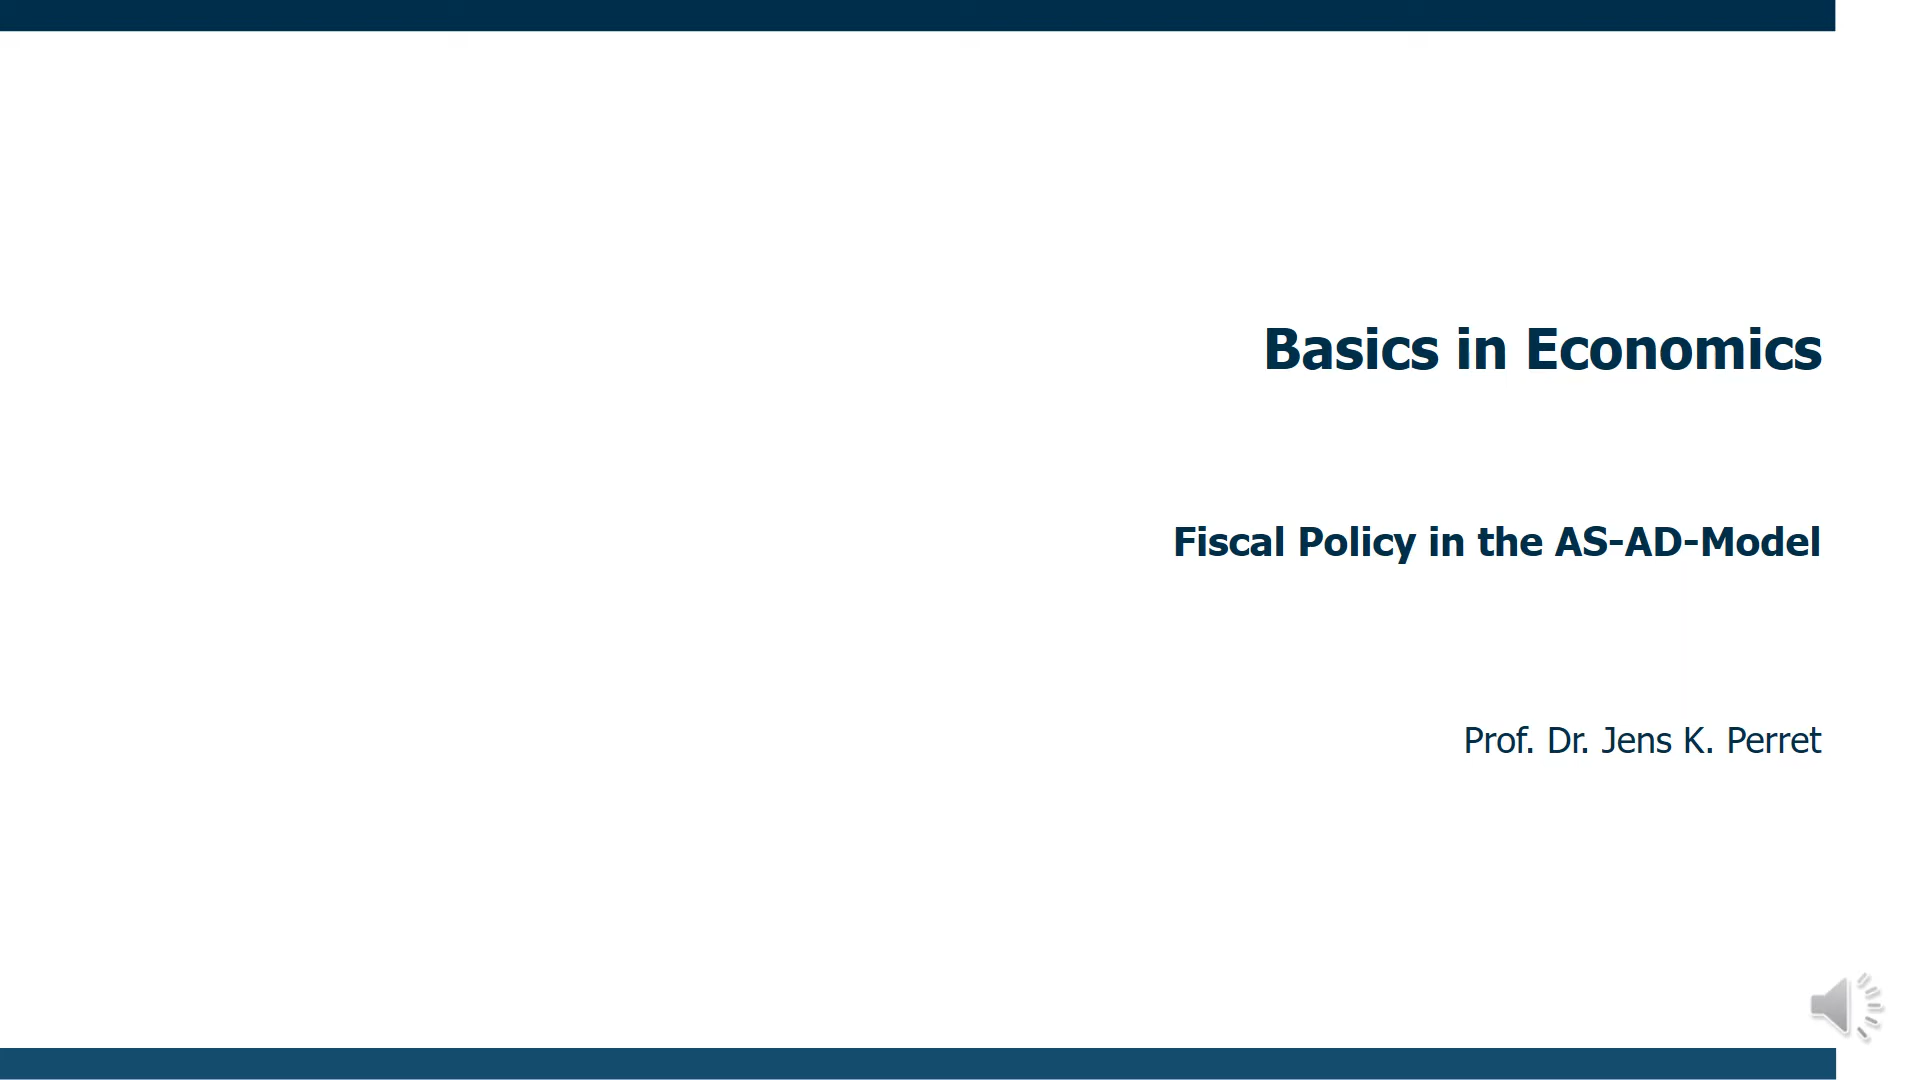 Basics in Economics
Fiscal Policy in the AS-AD-Model
Prof. Dr. Jens K. Perret